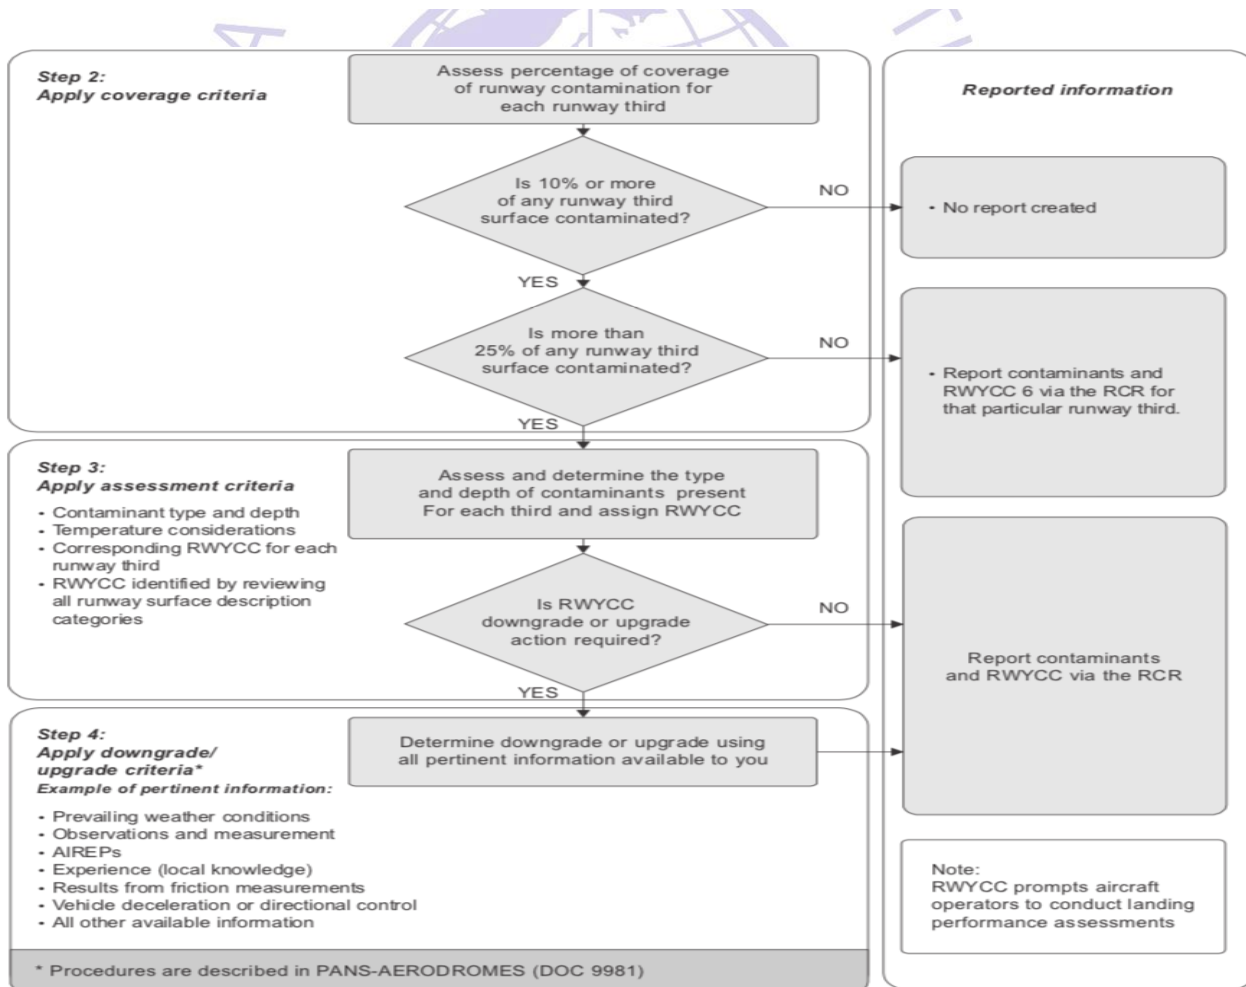 Step 2:
Apply coverage criteria
Assess percentage of coverage
of runway contamination for
each runway third
Is 10% or more
of any runway third
surface contaminated?
NO
YES
Is more than
25% of any runway third
surface contaminated?
NO
YES
Step 3:
Apply assessment criteria
• Contaminant type and depth
• Temperature considerations
• Corresponding RWYCC for each
runway third
• RWYCC identified by reviewing
all runway surface description
categories
Assess and determine the type
and depth of contaminants present
For each third and assign RWYCC
Is RWYCC
downgrade or upgrade
action required?
NO
YES
Step 4:
Apply downgrade/
upgrade criteria*
Example of pertinent information:
• Prevailing weather conditions
• Observations and measurement
• AIREPs
• Experience (local knowledge)
• Results from friction measurements
• Vehicle deceleration or directional control
• All other available information
Determine downgrade or upgrade using
all pertinent information available to you
* Procedures are described in PANS-AERODROMES (DOC 9981)
Reported information
• No report created
• Report contaminants and
RWYCC 6 via the RCR for
that particular runway third.
Report contaminants
and RWYCC via the RCR
Note:
RWYCC prompts aircraft
operators to conduct landing
performance assessments